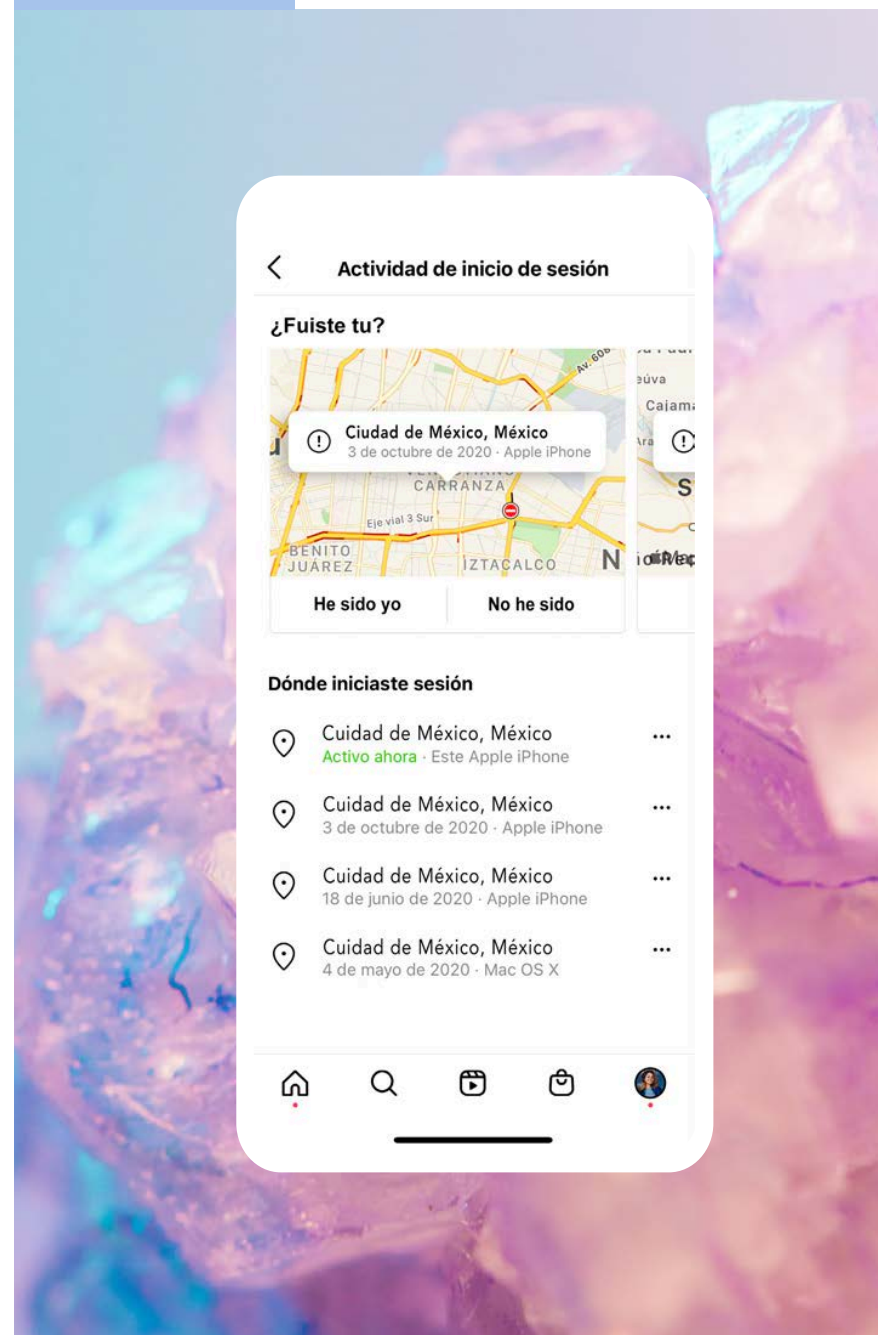 Actividad de inicio de sesión
¿Fuiste tu?
Av. 608
Ciudad de México, México
3 de octubre de 2020 · Apple iPhone
CARRANZA
Eje vial 3 Sur
BENITO
JUÁREZ
IZTACALCO
N
Cajam
S
He sido yo
No he sido
Dónde iniciaste sesión
Cuidad de México, México
Activo ahora · Este Apple iPhone
Cuidad de México, México
3 de octubre de 2020 · Apple iPhone
Cuidad de México, México
18 de junio de 2020 · Apple iPhone
Cuidad de México, México
4 de mayo de 2020 · Mac OS X